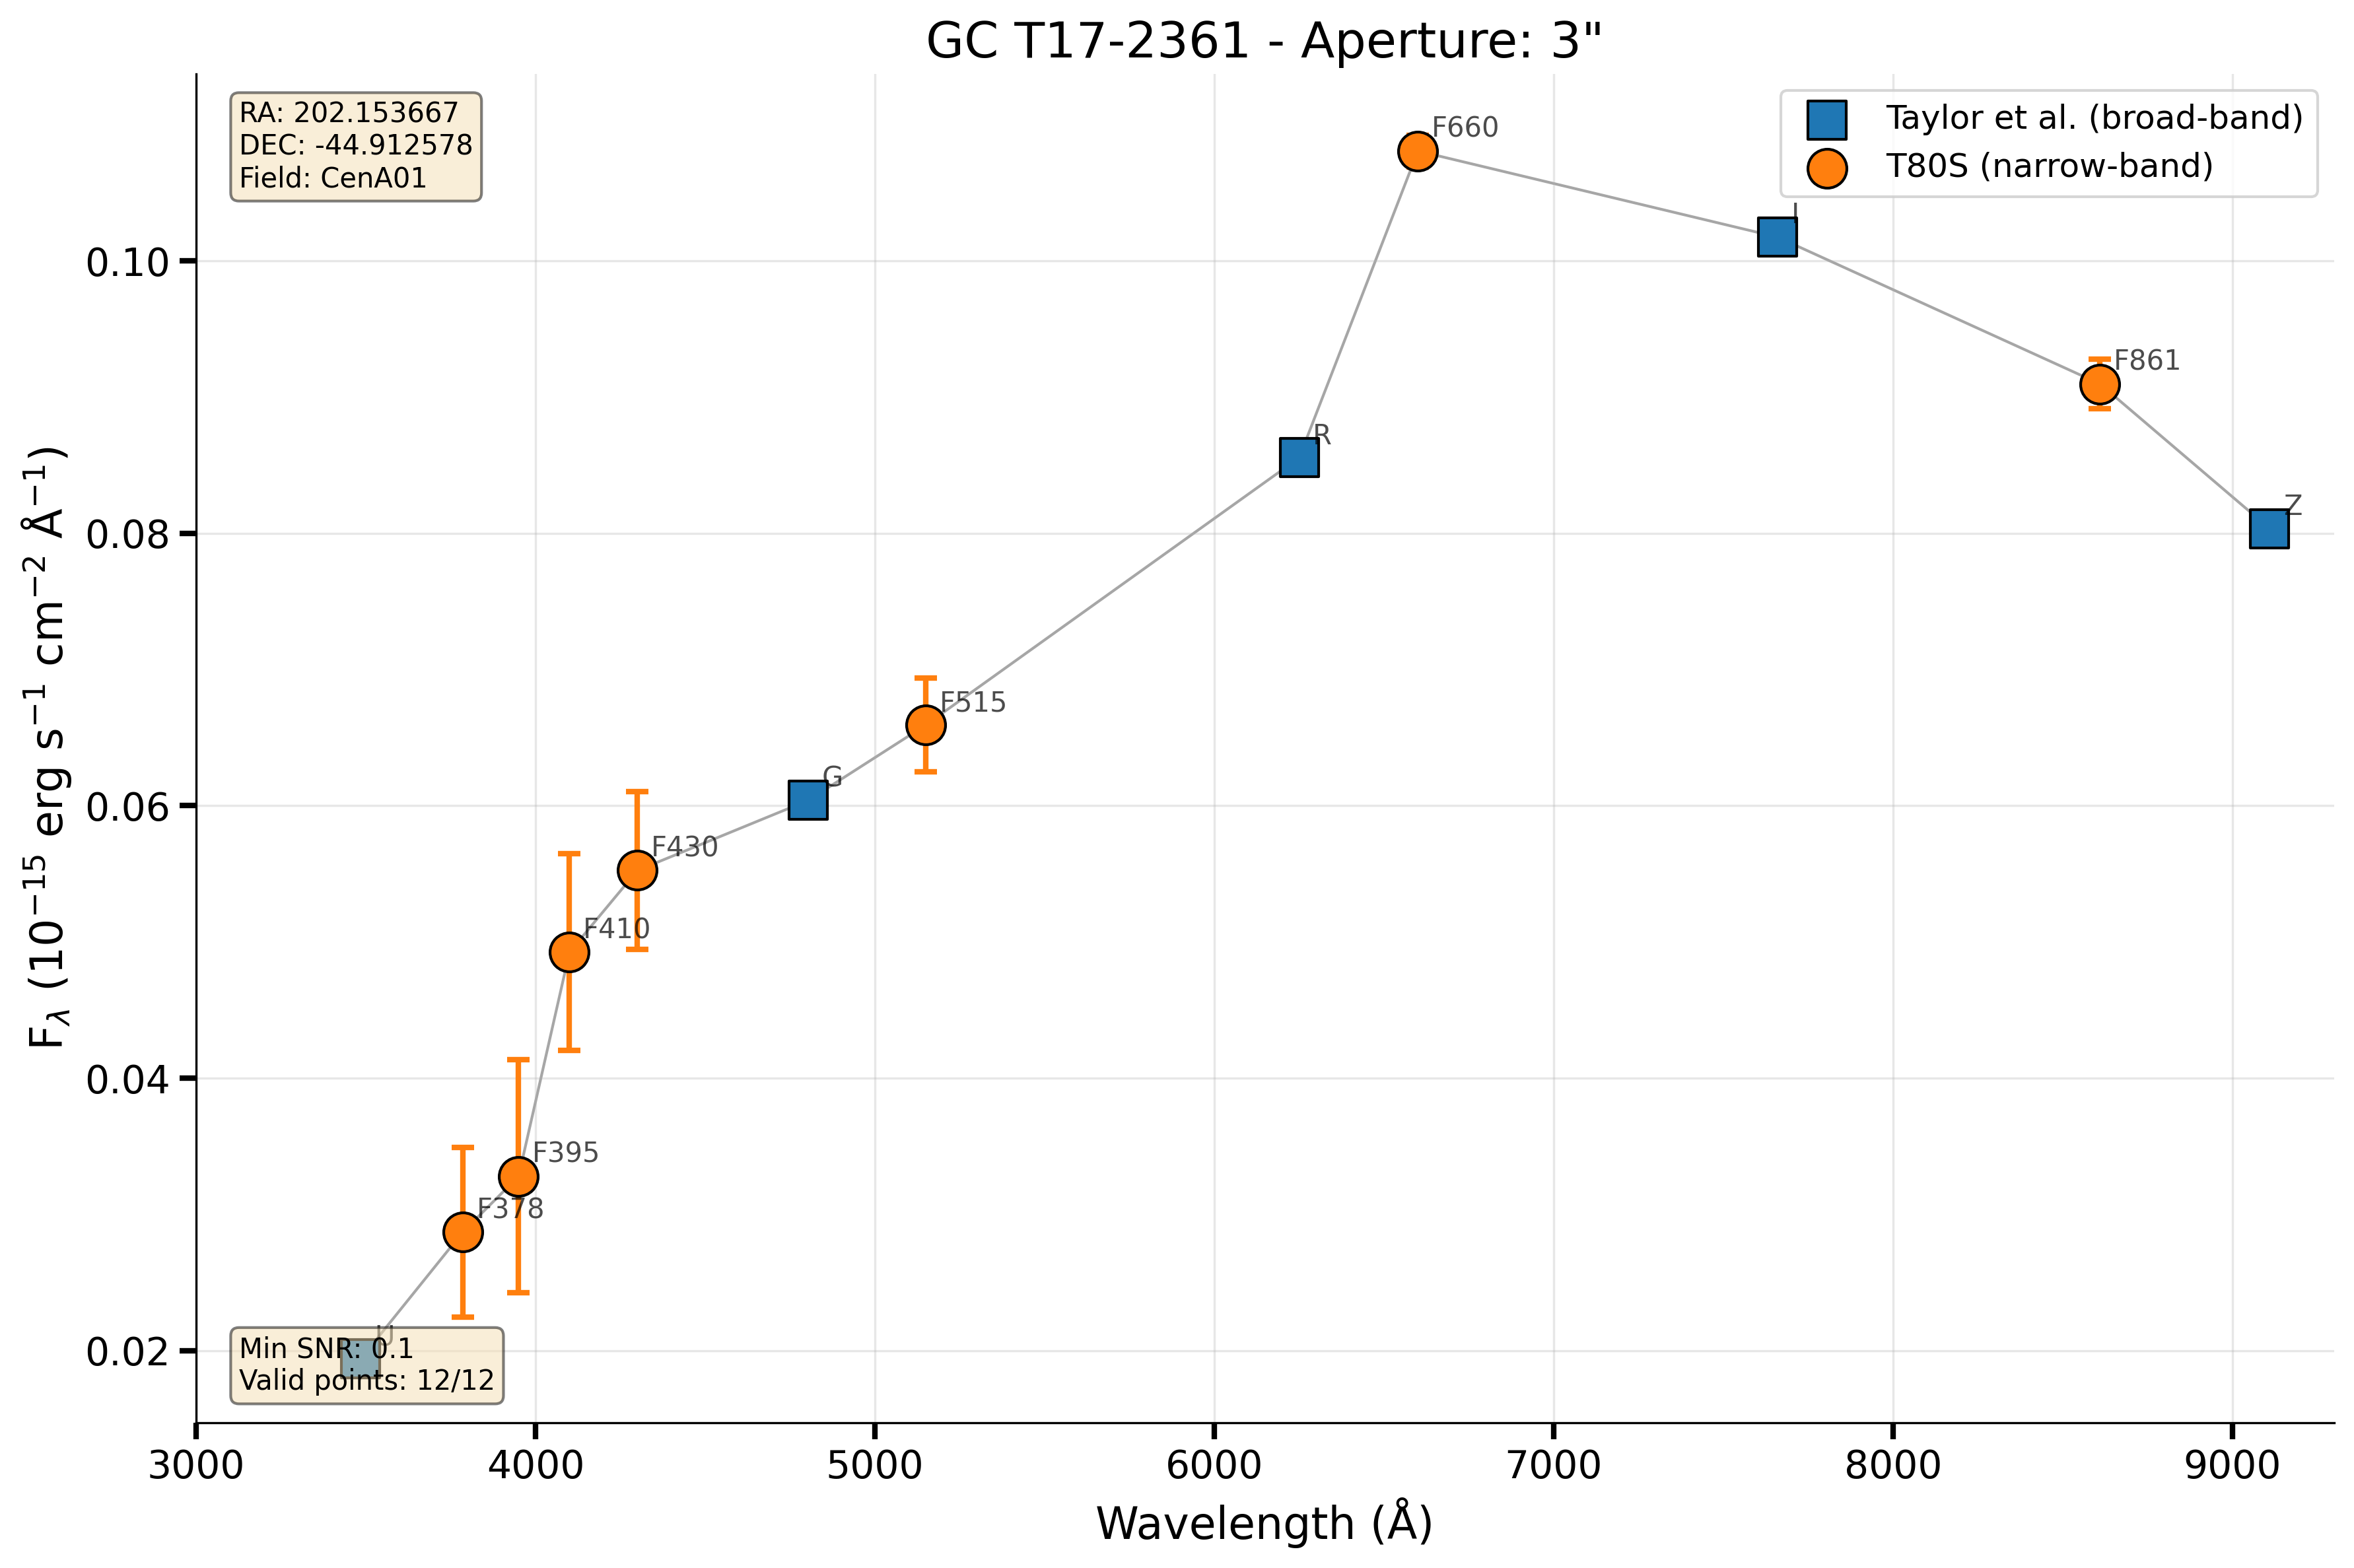 GC T17-2361 - Aperture: 3"
RA: 202.153667
DEC: -44.912578
Field: CenA01
Taylor et al. (broad-band)
T80S (narrow-band)
F660
I
F861
R
Z
F515
G
F430
F410
F395
F378
U
Min SNR: 0.1
Valid points: 12/12
0.10
0.08
0.06
0.04
0.02
F_λ (10⁻¹⁵ erg s⁻¹ cm⁻² Å⁻¹)
3000 4000 5000 6000 7000 8000 9000
Wavelength (Å)